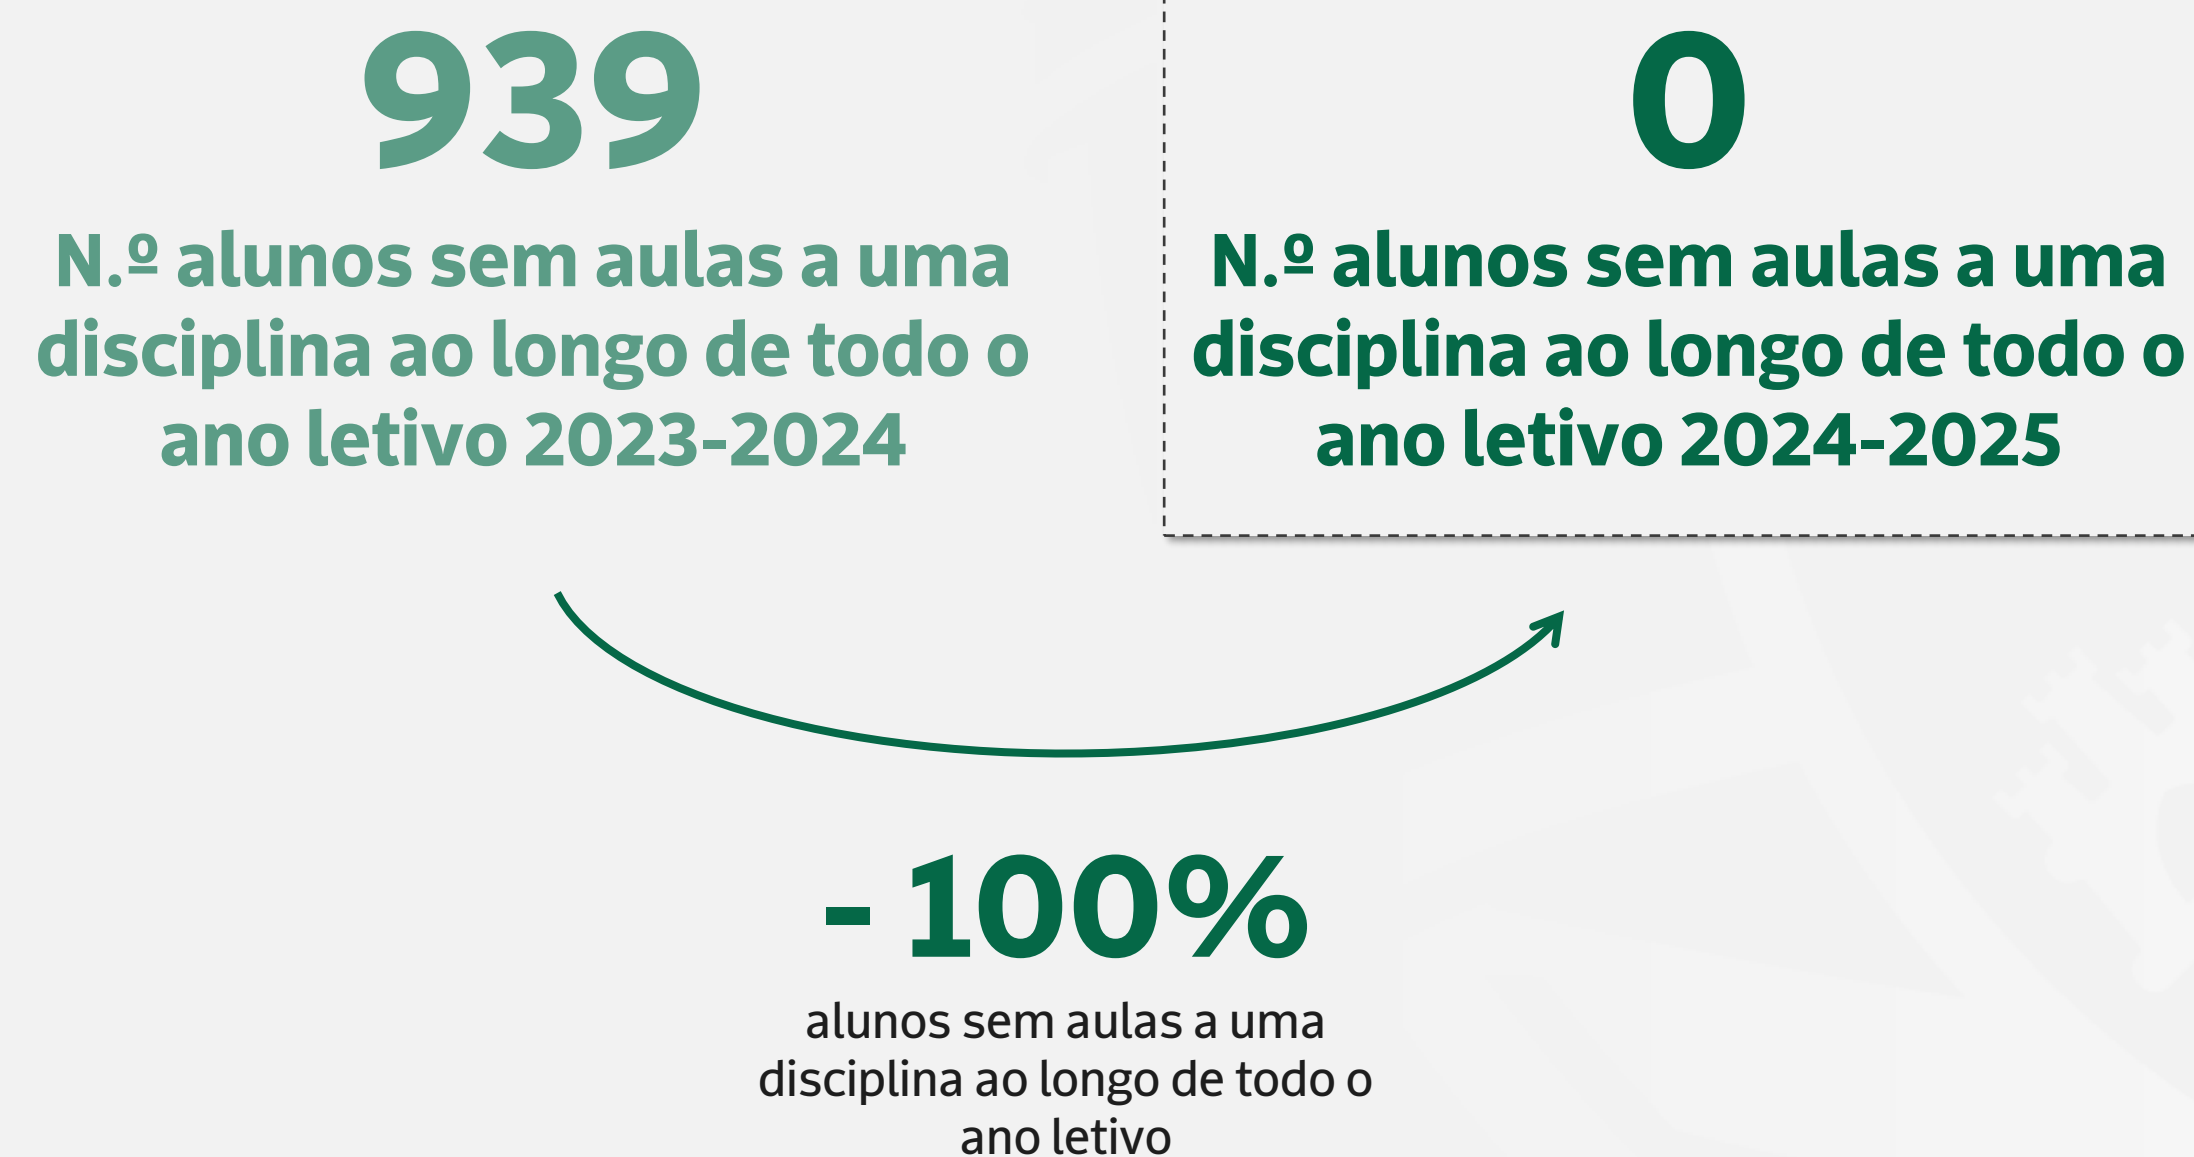 939
N.º alunos sem aulas a uma
disciplina ao longo de todo o
ano letivo 2023-2024
0
N.º alunos sem aulas a uma
disciplina ao longo de todo o
ano letivo 2024-2025
- 100%
alunos sem aulas a uma
disciplina ao longo de todo o
ano letivo